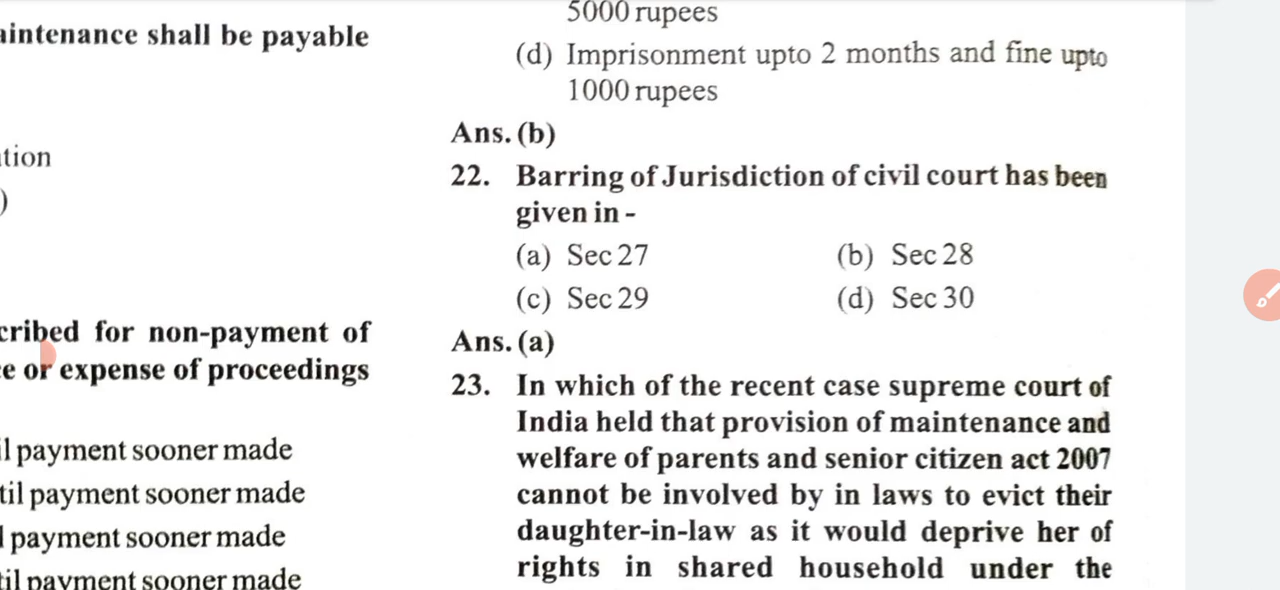 maintenance shall be payable
)
cribed for non-payment of
or expense of proceedings
payment sooner made
payment sooner made
payment sooner made
payment sooner made
5000 rupees
(d) Imprisonment upto 2 months and fine upto
1000 rupees
Ans. (b)
22. Barring of Jurisdiction of civil court has been
given in -
(a) Sec 27 (b) Sec 28
(c) Sec 29 (d) Sec 30
Ans. (a)
23. In which of the recent case supreme court of
India held that provision of maintenance and
welfare of parents and senior citizen act 2007
cannot be involved by in laws to evict their
daughter-in-law as it would deprive her of
rights in shared household under the